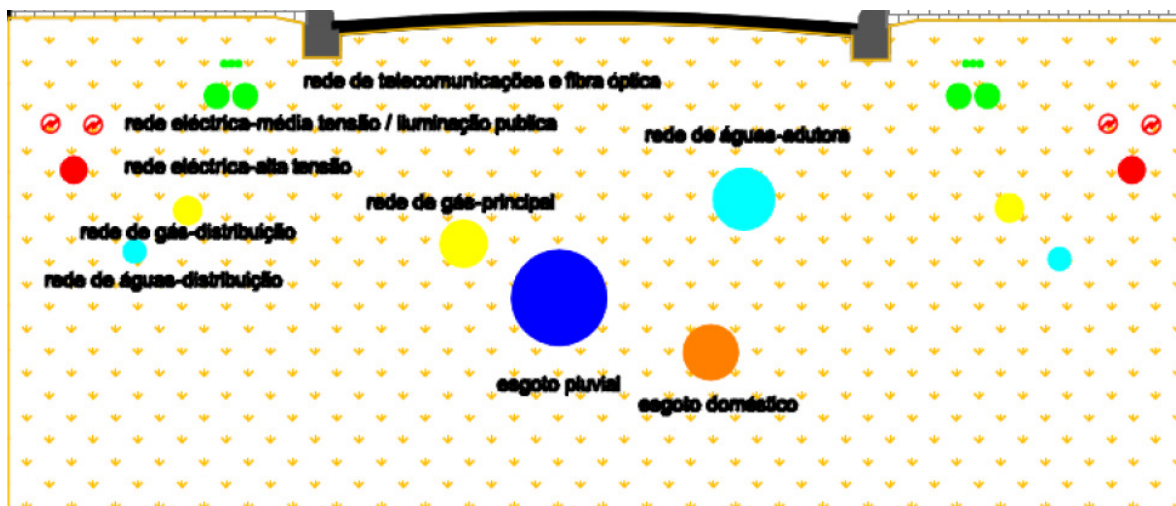 rede de telecomunicações e fibra óptica
rede eléctrica-média tensão / iluminação publica
rede de águas-adutora
rede eléctrica-alta tensão
rede de gás-principal
rede de gás-distribuição
rede de águas-distribuição
esgoto pluvial
esgoto doméstico